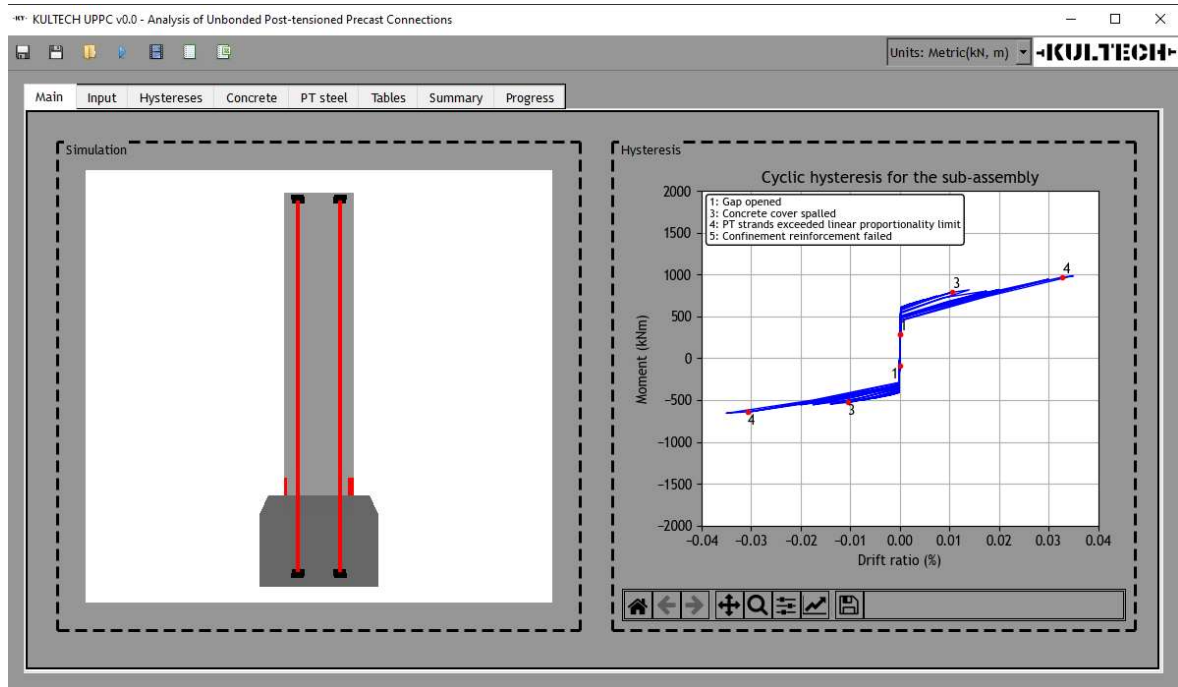 KULTECH UPPC v0.0 - Analysis of Unbonded Post-tensioned Precast Connections
Units: Metric(kN, m)
KULTECH
Main Input Hystereses Concrete PT steel Tables Summary Progress
Simulation
Hysteresis
Cyclic hysteresis for the sub-assembly
1: Gap opened
3: Concrete cover spalled
4: PT strands exceeded linear proportionality limit
5: Confinement reinforcement failed
2000
1500
1000
500
0
−500
−1000
−1500
−2000
Moment (kNm)
4
3
1
3
4
−0.04 −0.03 −0.02 −0.01 0.00 0.01 0.02 0.03 0.04
Drift ratio (%)